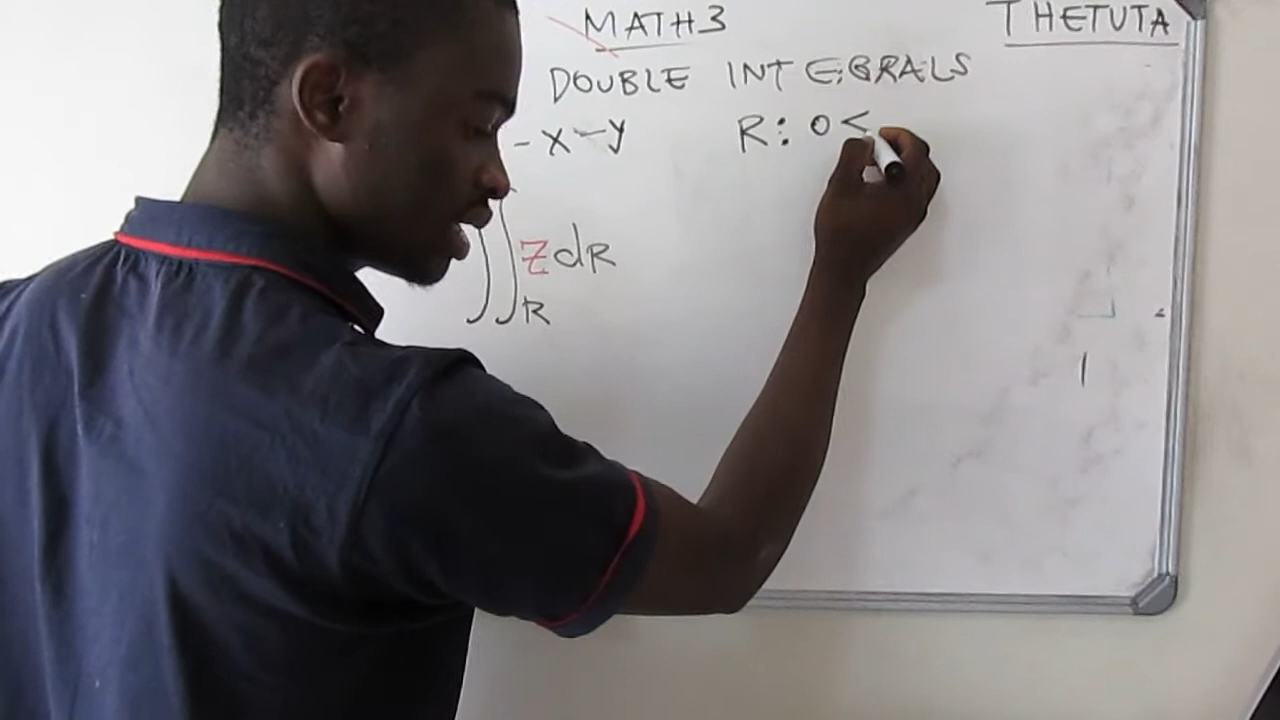 MATH3
THETUTA
DOUBLE INTEGRALS
-x-y
R: 0<
∬ z dR
R